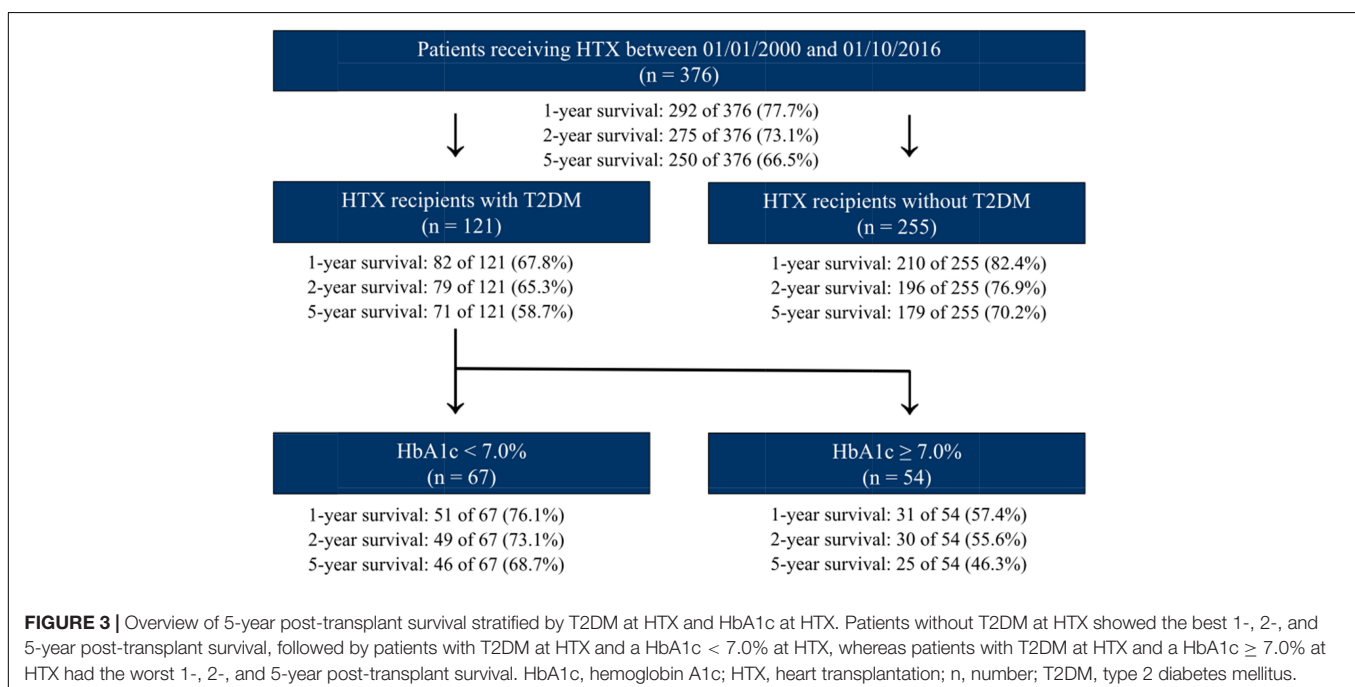 Patients receiving HTX between 01/01/2000 and 01/10/2016
(n = 376)
1-year survival: 292 of 376 (77.7%)
2-year survival: 275 of 376 (73.1%)
5-year survival: 250 of 376 (66.5%)
HTX recipients with T2DM
(n = 121)
1-year survival: 82 of 121 (67.8%)
2-year survival: 79 of 121 (65.3%)
5-year survival: 71 of 121 (58.7%)
HTX recipients without T2DM
(n = 255)
1-year survival: 210 of 255 (82.4%)
2-year survival: 196 of 255 (76.9%)
5-year survival: 179 of 255 (70.2%)
HbA1c < 7.0%
(n = 67)
1-year survival: 51 of 67 (76.1%)
2-year survival: 49 of 67 (73.1%)
5-year survival: 46 of 67 (68.7%)
HbA1c ≥ 7.0%
(n = 54)
1-year survival: 31 of 54 (57.4%)
2-year survival: 30 of 54 (55.6%)
5-year survival: 25 of 54 (46.3%)
FIGURE 3 | Overview of 5-year post-transplant survival stratified by T2DM at HTX and HbA1c at HTX. Patients without T2DM at HTX showed the best 1-, 2-, and
5-year post-transplant survival, followed by patients with T2DM at HTX and a HbA1c < 7.0% at HTX, whereas patients with T2DM at HTX and a HbA1c ≥ 7.0% at
HTX had the worst 1-, 2-, and 5-year post-transplant survival. HbA1c, hemoglobin A1c; HTX, heart transplantation; n, number; T2DM, type 2 diabetes mellitus.